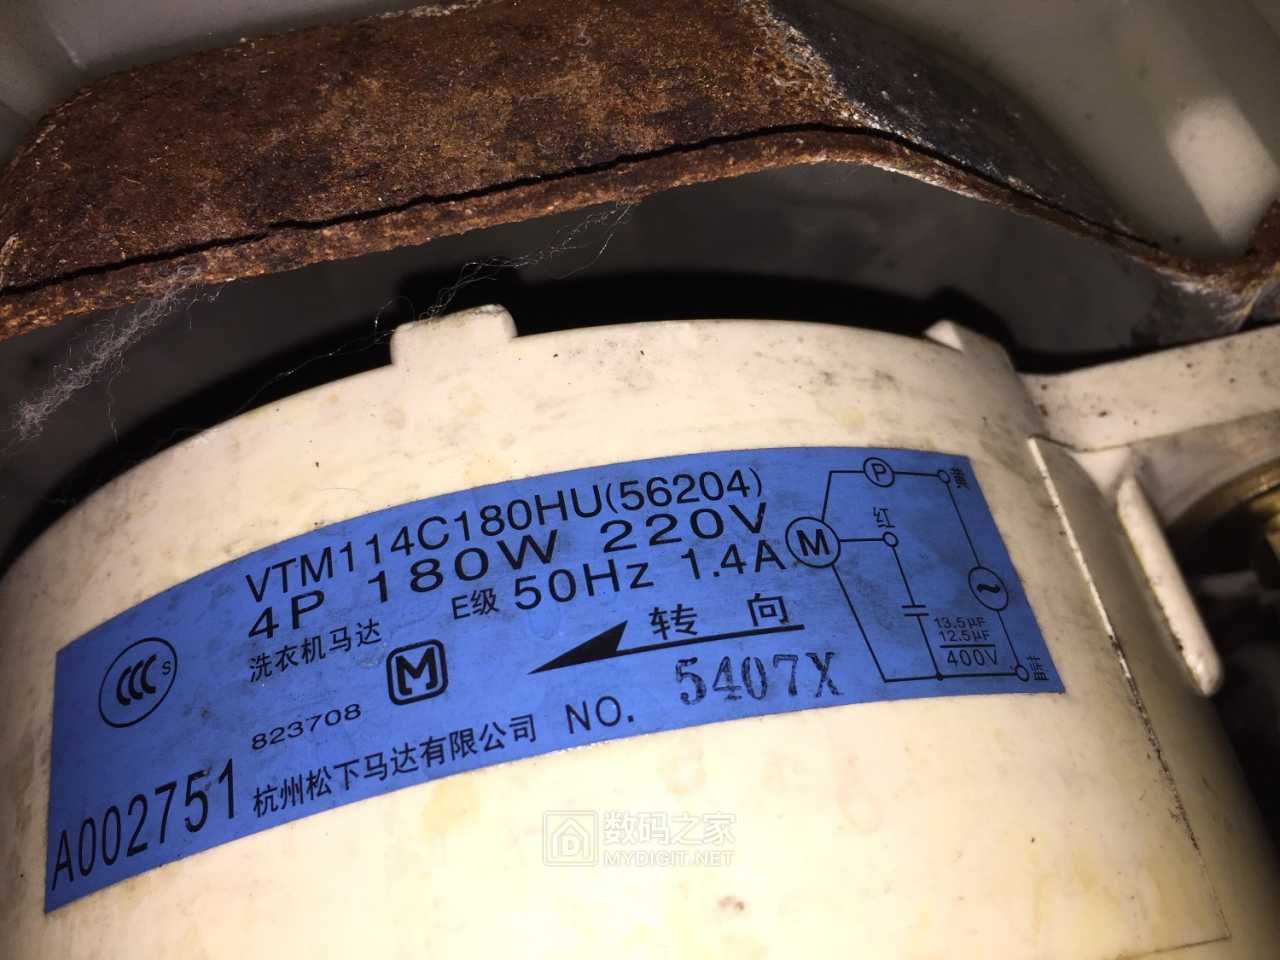 VTM114C180HU(56204)
4P 180W 220V
洗衣机马达 E级 50Hz 1.4A
CCC S
M
转 向
823708
A002751
杭州松下马达有限公司 NO. 5407X
P
黄
红
M
~
13.5μF
12.5μF
400V
蓝
数码之家
MYDIGIT.NET